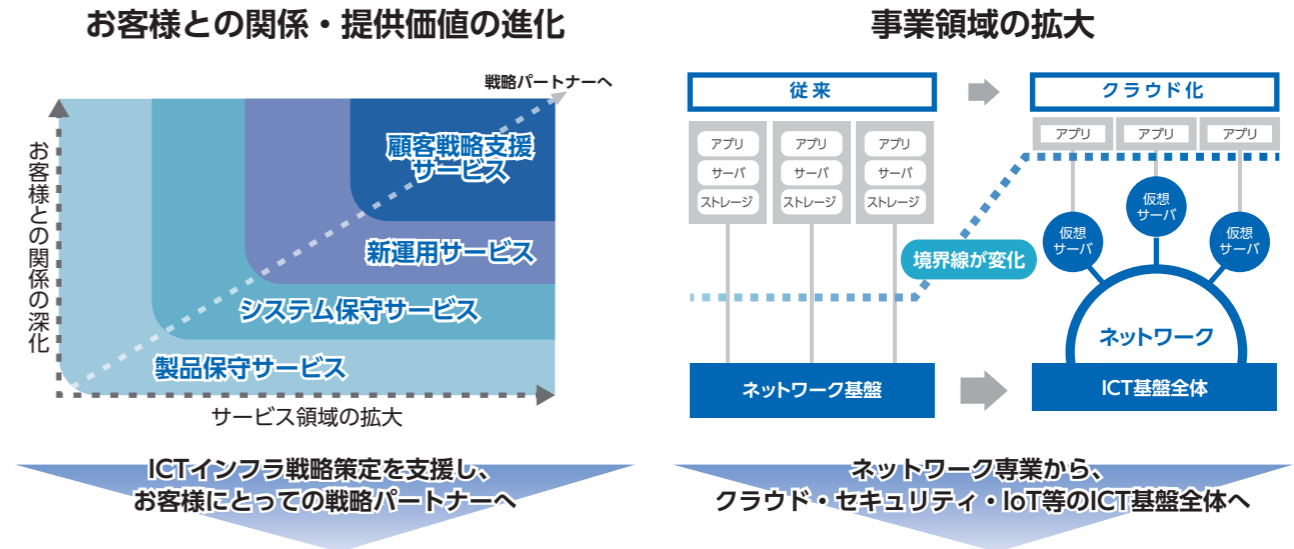 お客様との関係・提供価値の進化
戦略パートナーへ
お客様との関係の深化
顧客戦略支援
サービス
新運用サービス
システム保守サービス
製品保守サービス
サービス領域の拡大
ICTインフラ戦略策定を支援し、
お客様にとっての戦略パートナーへ
事業領域の拡大
従来
クラウド化
アプリ
サーバ
ストレージ
アプリ
サーバ
ストレージ
アプリ
サーバ
ストレージ
アプリ
アプリ
アプリ
仮想
サーバ
仮想
サーバ
仮想
サーバ
境界線が変化
ネットワーク
ネットワーク基盤
ICT基盤全体
ネットワーク専業から、
クラウド・セキュリティ・IoT等のICT基盤全体へ